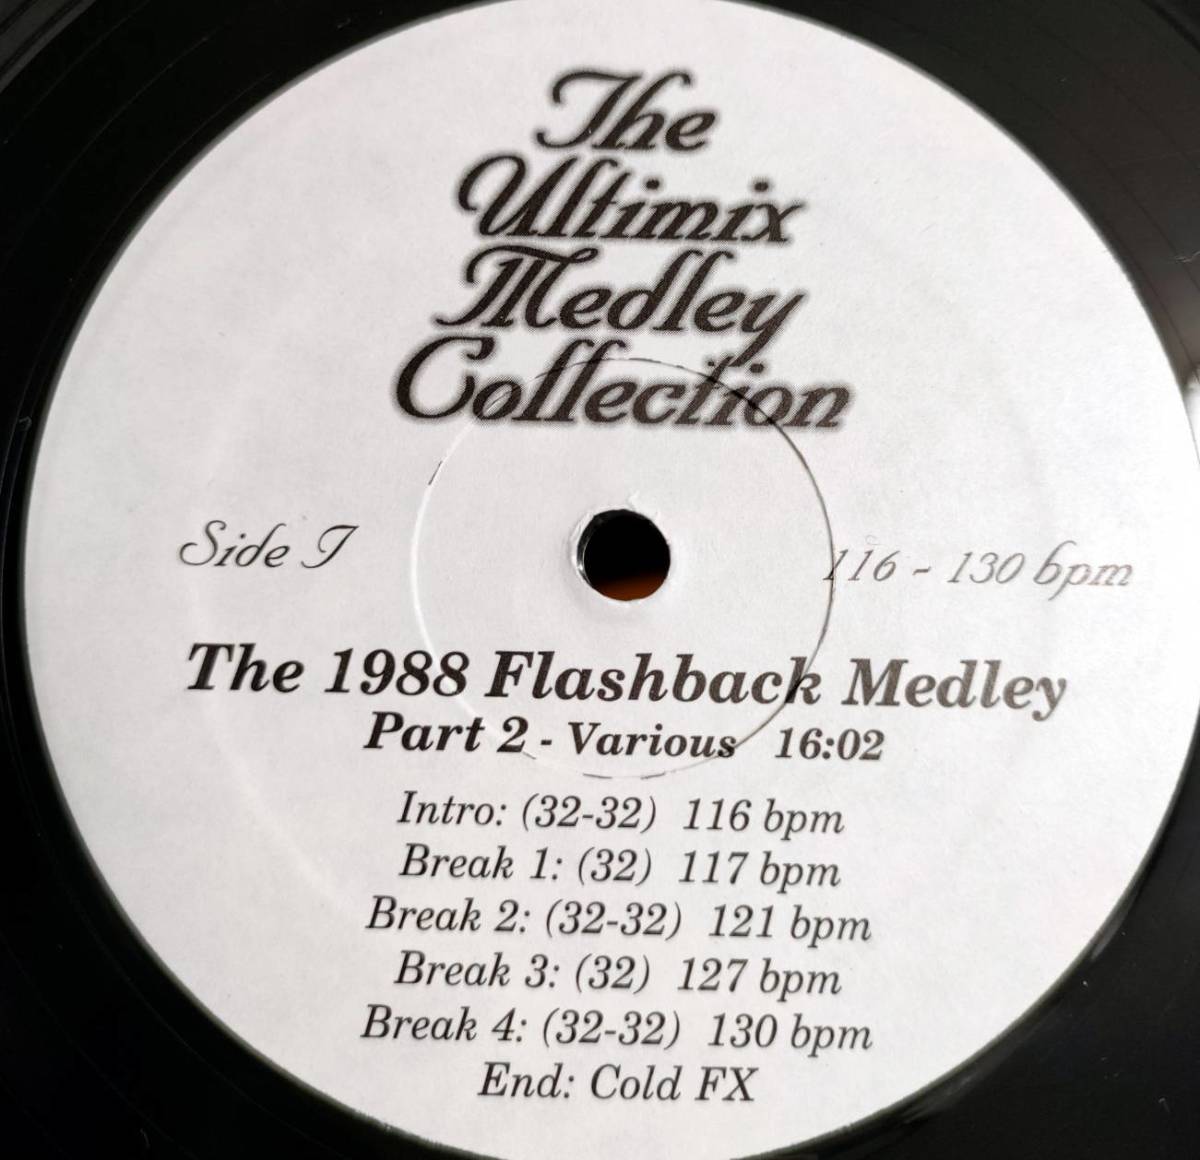 The
Ultimix
Medley
Collection
Side I
116 - 130 bpm
The 1988 Flashback Medley
Part 2 - Various 16:02
Intro: (32-32) 116 bpm
Break 1: (32) 117 bpm
Break 2: (32-32) 121 bpm
Break 3: (32) 127 bpm
Break 4: (32-32) 130 bpm
End: Cold FX